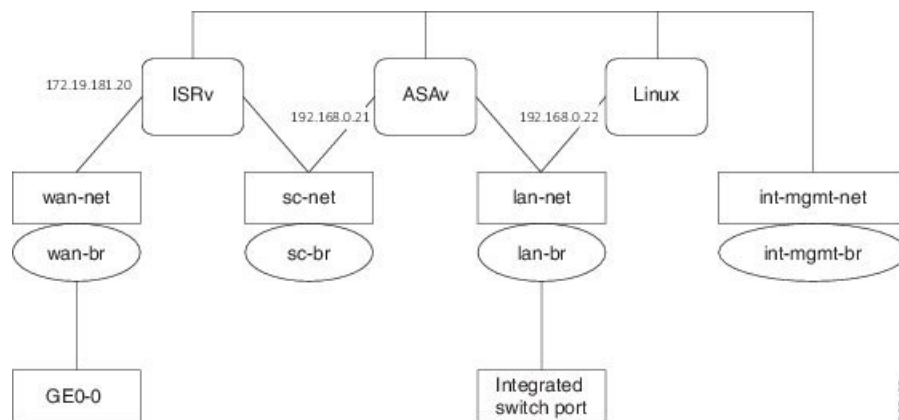 ISRv
ASAv
Linux
172.19.181.20
192.168.0.21
192.168.0.22
wan-net
sc-net
lan-net
int-mgmt-net
wan-br
sc-br
lan-br
int-mgmt-br
GE0-0
Integrated
switch port